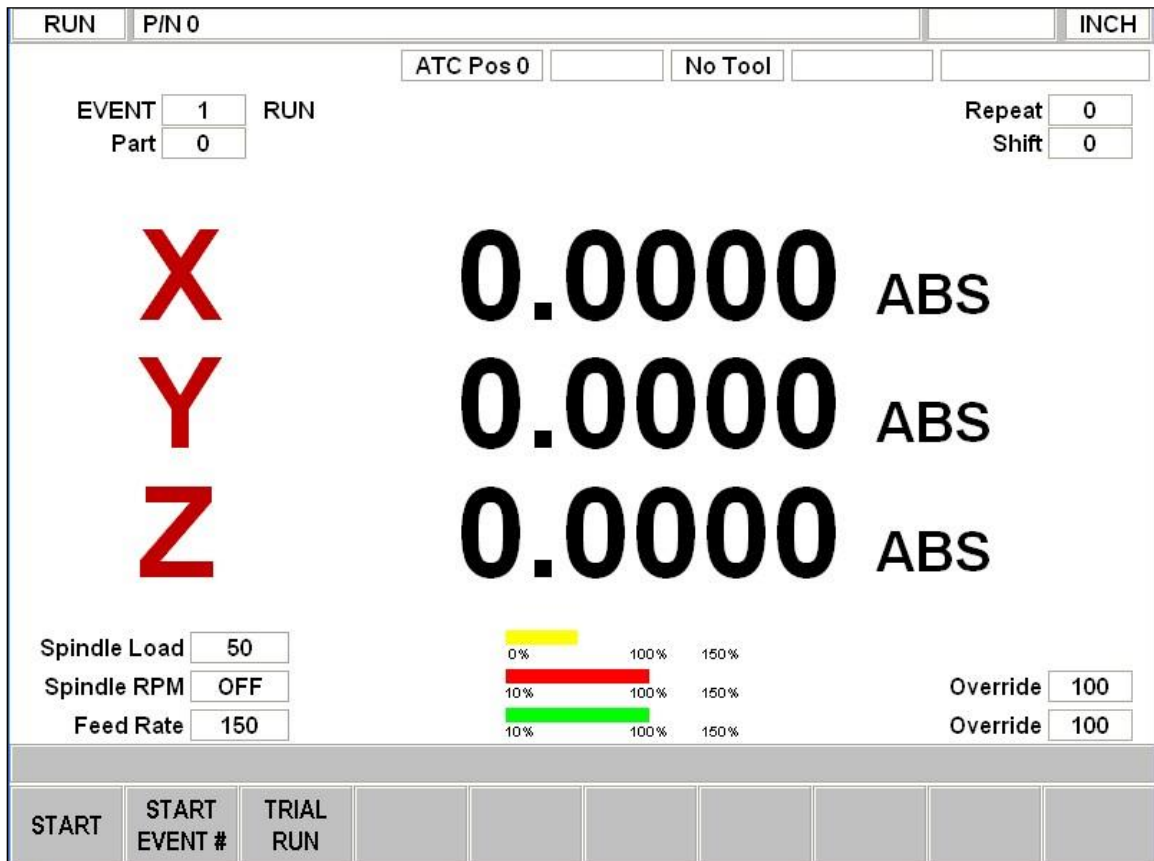 RUN P/N 0 INCH
ATC Pos 0 No Tool
EVENT 1 RUN Repeat 0
Part 0 Shift 0
X 0.0000 ABS
Y 0.0000 ABS
Z 0.0000 ABS
Spindle Load 50 0% 100% 150%
Spindle RPM OFF 10% 100% 150% Override 100
Feed Rate 150 10% 100% 150% Override 100
START START EVENT # TRIAL RUN